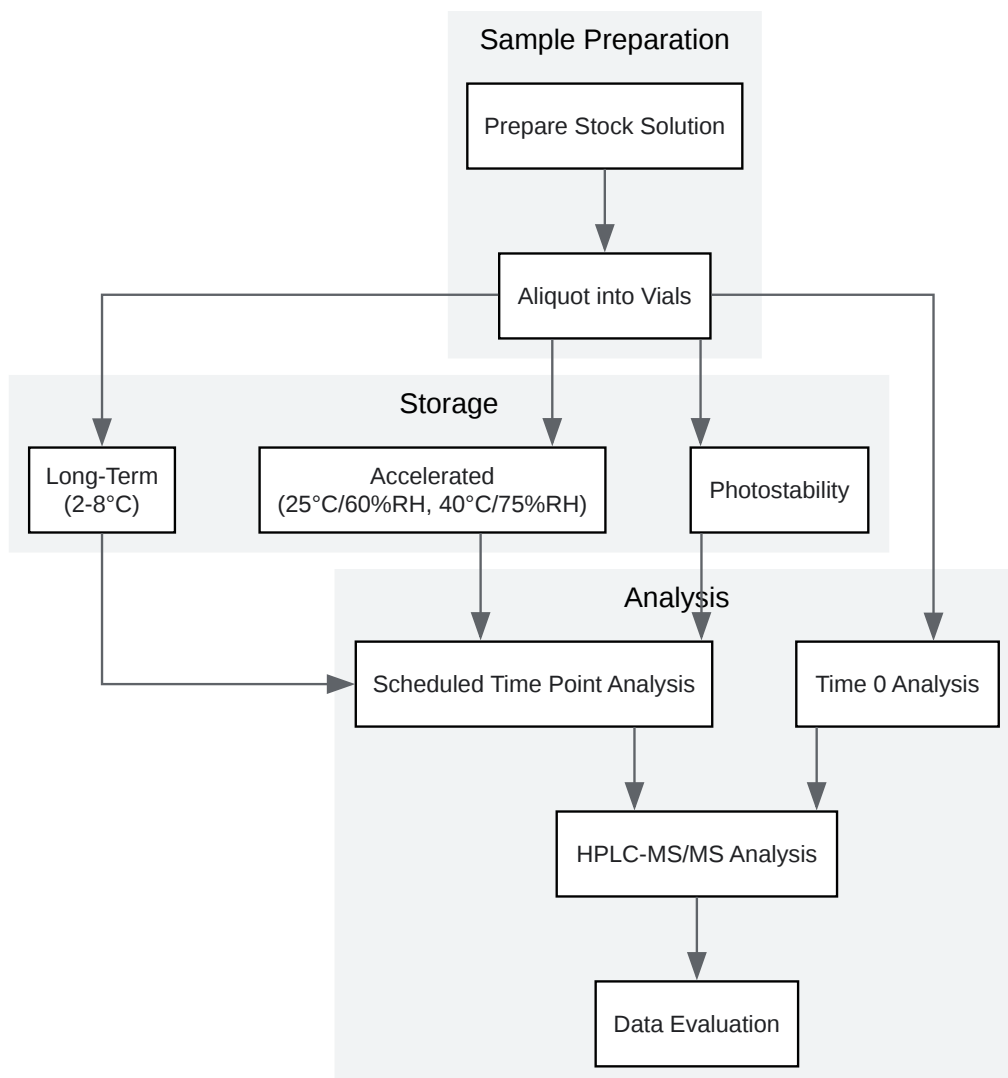 Sample Preparation
Prepare Stock Solution
Aliquot into Vials
Storage
Long-Term
(2-8°C)
Accelerated
(25°C/60%RH, 40°C/75%RH)
Photostability
Analysis
Scheduled Time Point Analysis
Time 0 Analysis
HPLC-MS/MS Analysis
Data Evaluation